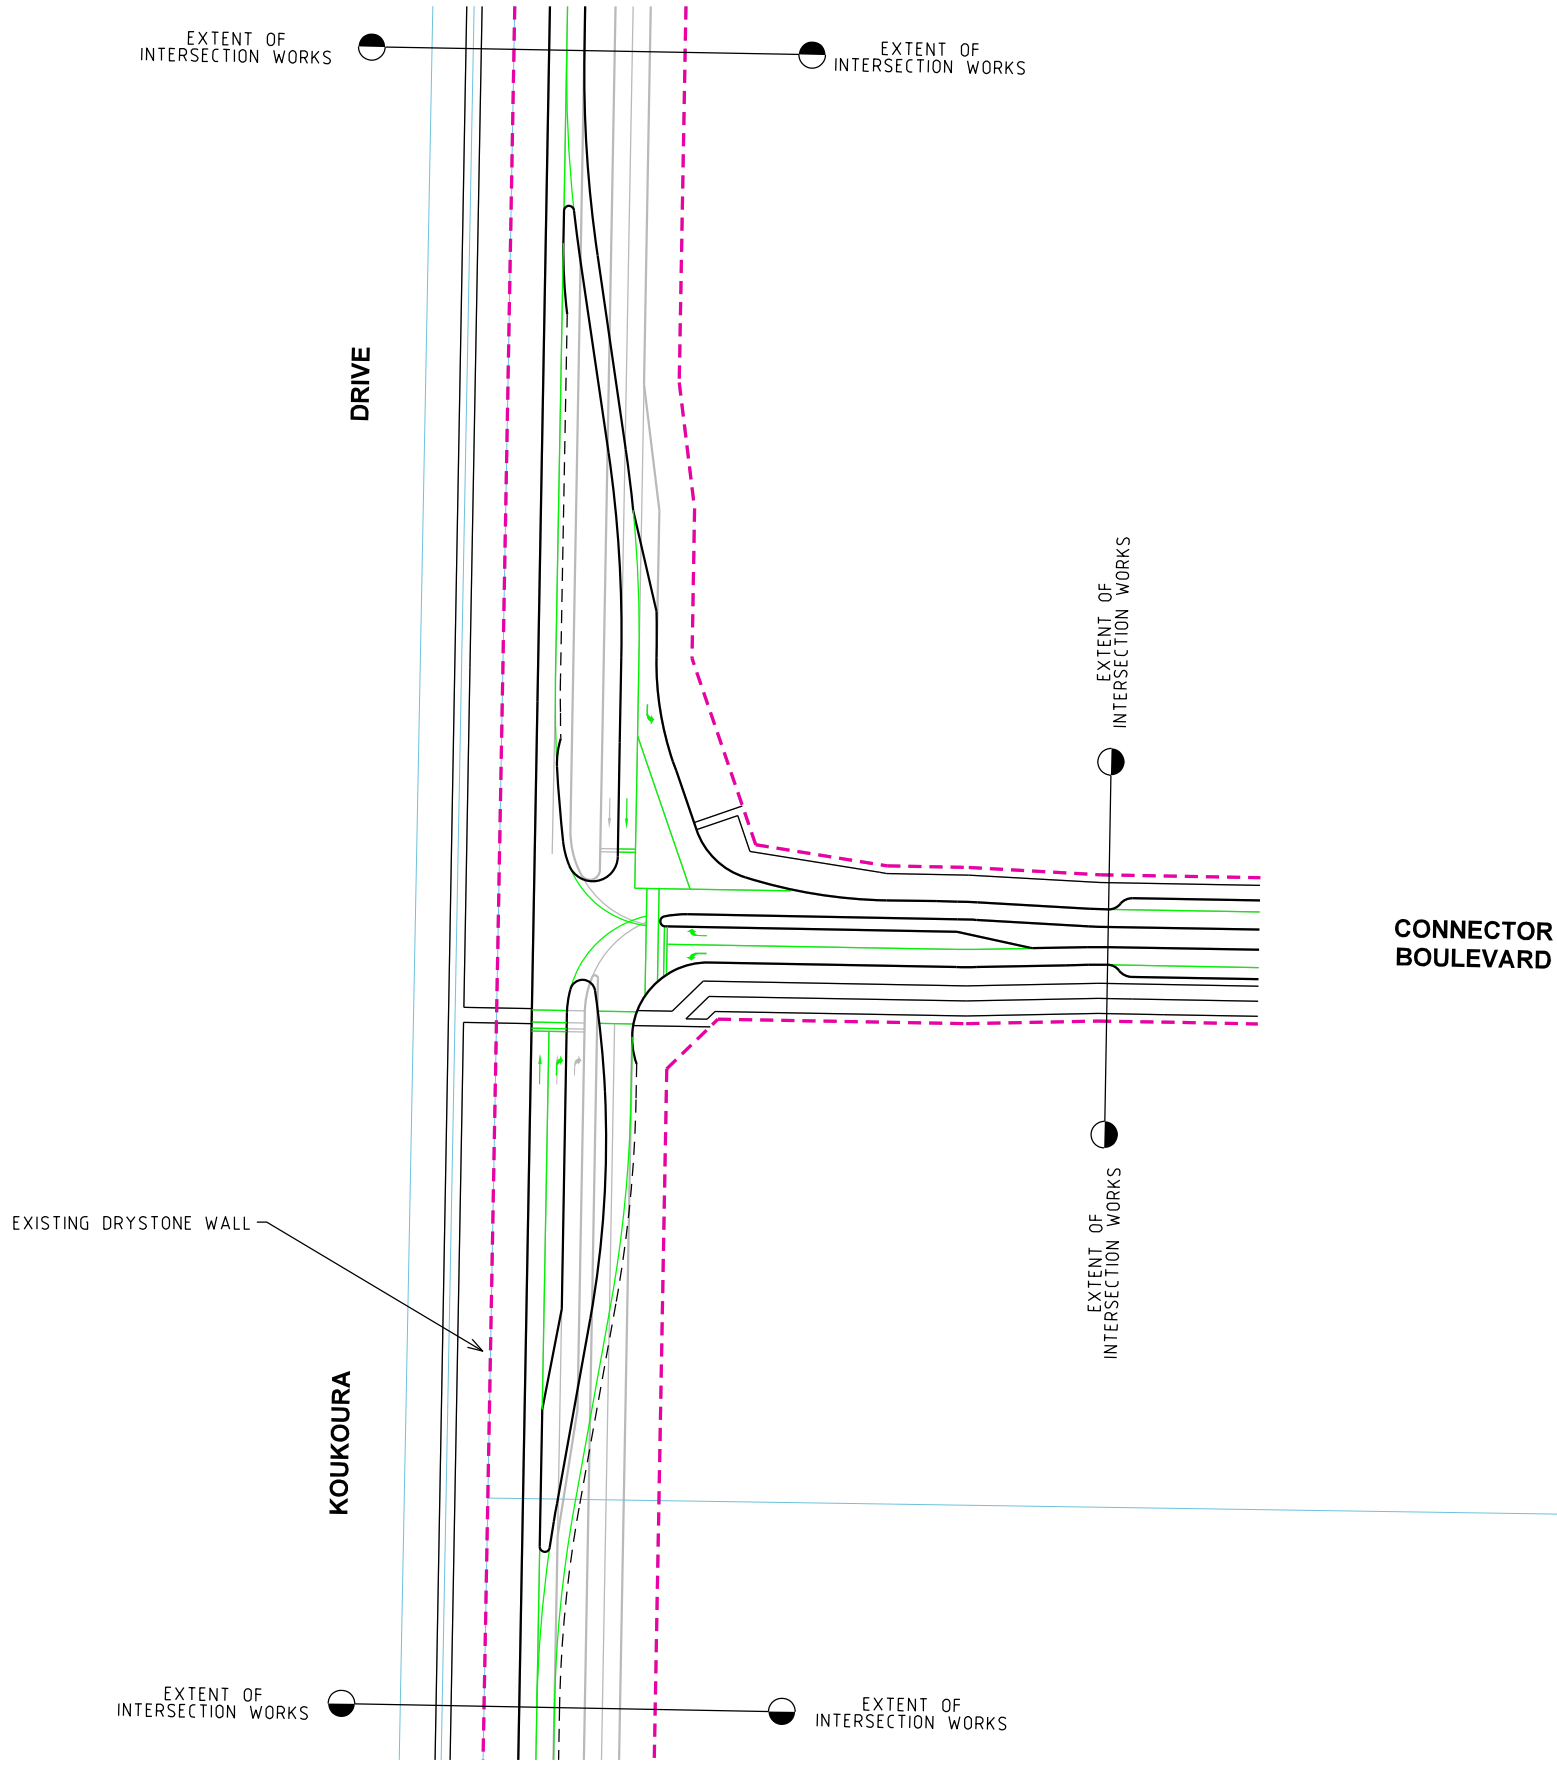 EXTENT OF
INTERSECTION WORKS
EXTENT OF
INTERSECTION WORKS
DRIVE
EXTENT OF
INTERSECTION WORKS
CONNECTOR
BOULEVARD
EXTENT OF
INTERSECTION WORKS
EXISTING DRYSTONE WALL
KOUKOURA
EXTENT OF
INTERSECTION WORKS
EXTENT OF
INTERSECTION WORKS